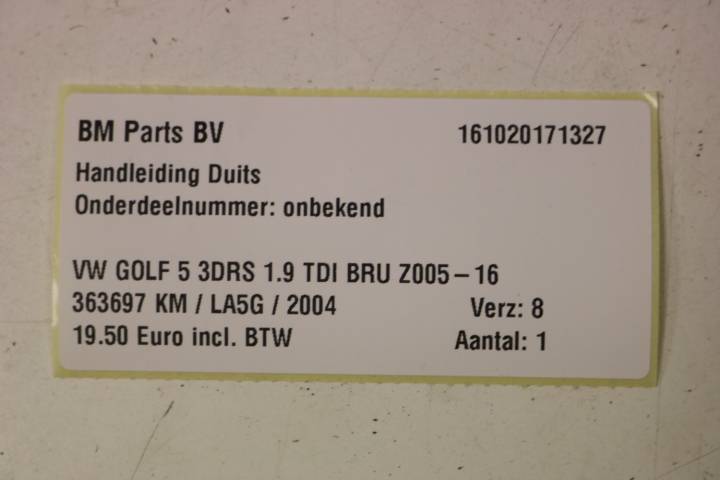 BM Parts BV 161020171327
Handleiding Duits
Onderdeelnummer: onbekend
VW GOLF 5 3DRS 1.9 TDI BRU Z005-16
363697 KM / LA5G / 2004 Verz: 8
19.50 Euro incl. BTW Aantal: 1